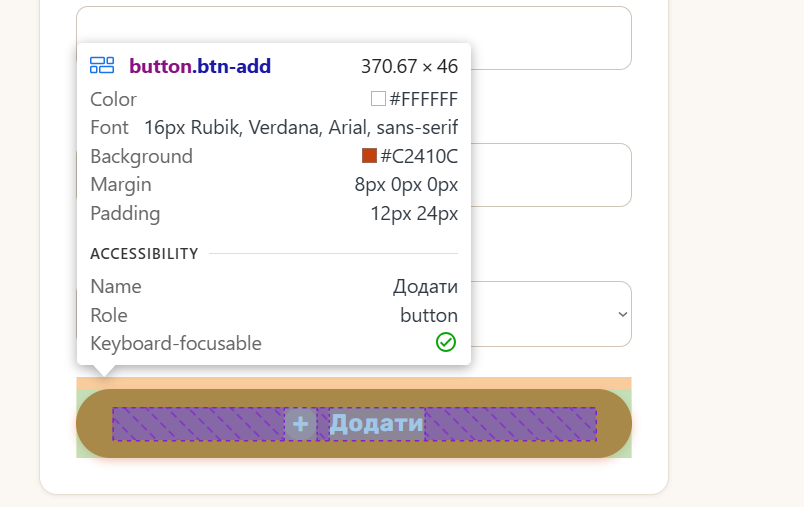 button.btn-add 370.67 × 46
Color #FFFFFF
Font 16px Rubik, Verdana, Arial, sans-serif
Background #C2410C
Margin 8px 0px 0px
Padding 12px 24px
ACCESSIBILITY
Name Додати
Role button
Keyboard-focusable
+ Додати